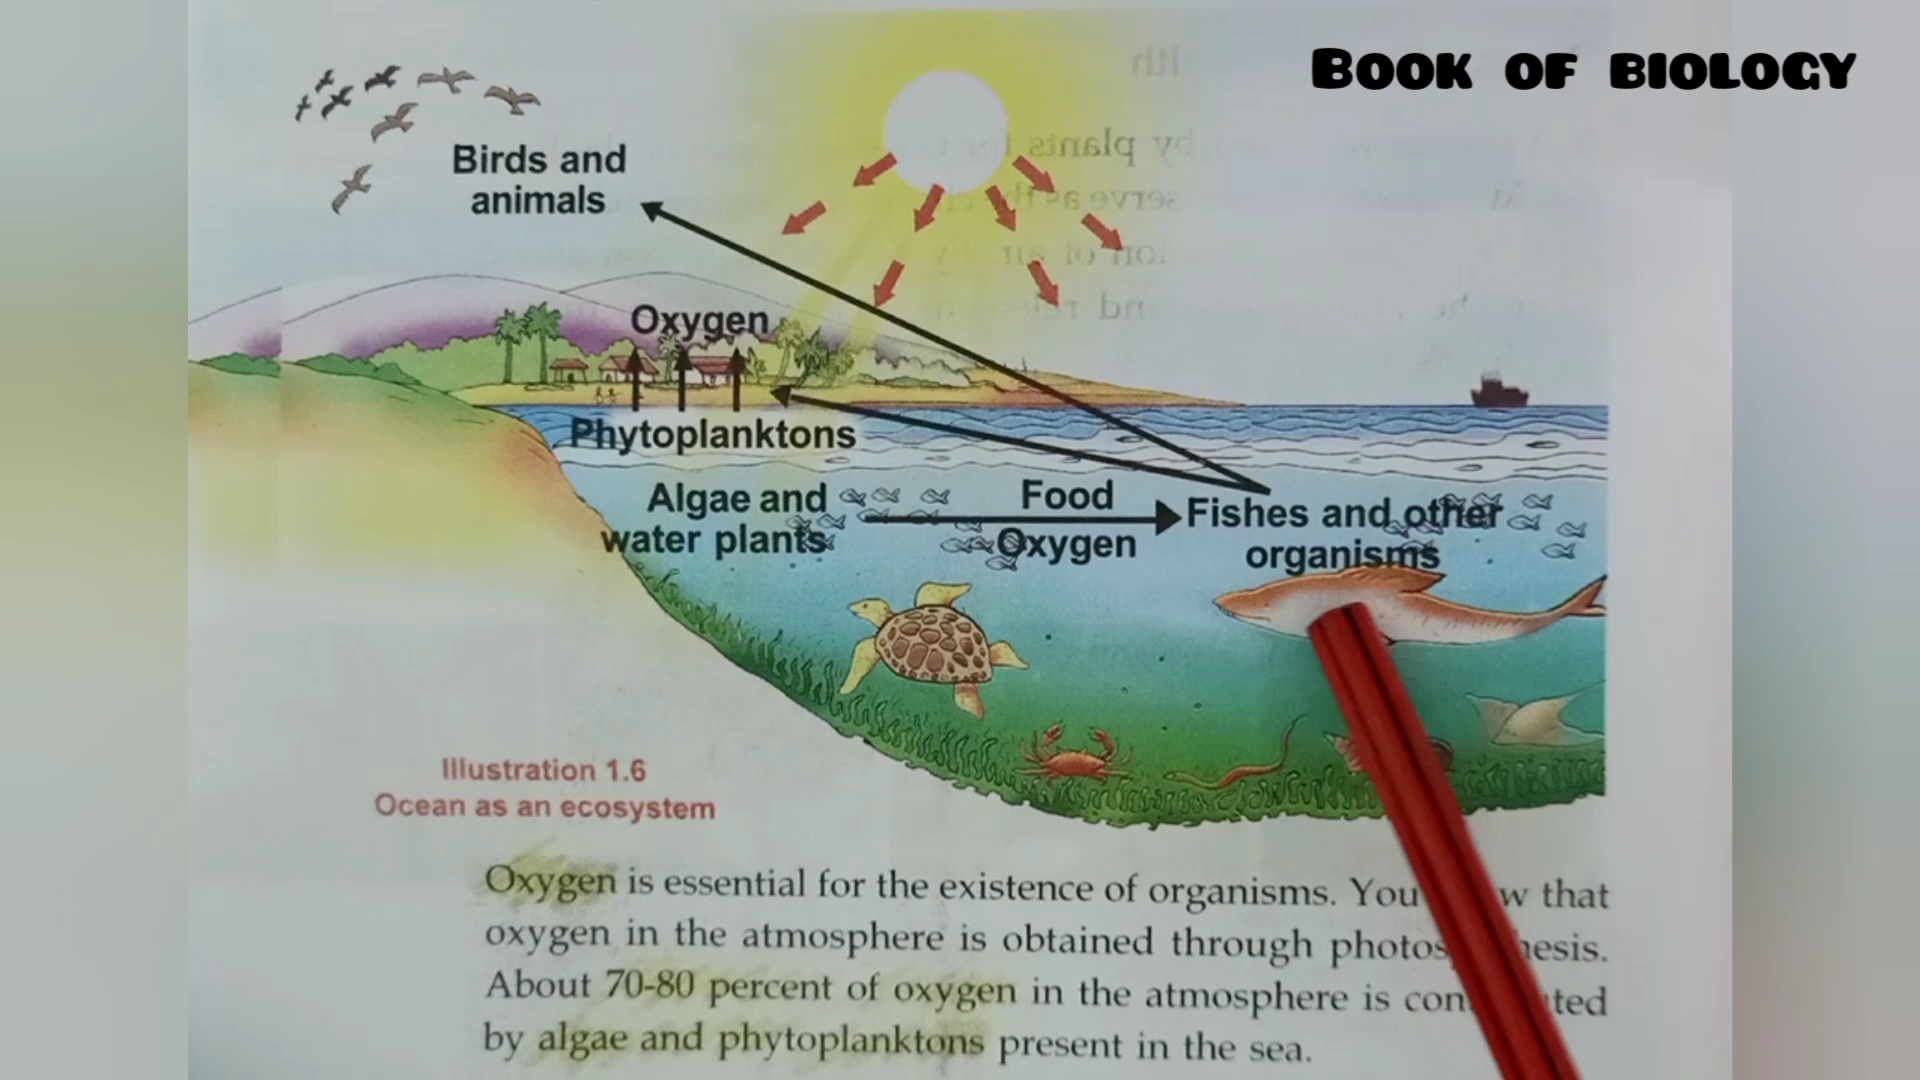 BOOK OF BIOLOGY
Birds and
animals
Oxygen
Phytoplanktons
Algae and
water plants
Food
Oxygen
Fishes and other
organisms
Illustration 1.6
Ocean as an ecosystem
Oxygen is essential for the existence of organisms. You that
oxygen in the atmosphere is obtained through
About 70-80 percent of oxygen in the atmosphere is
by algae and phytoplanktons present in the sea.